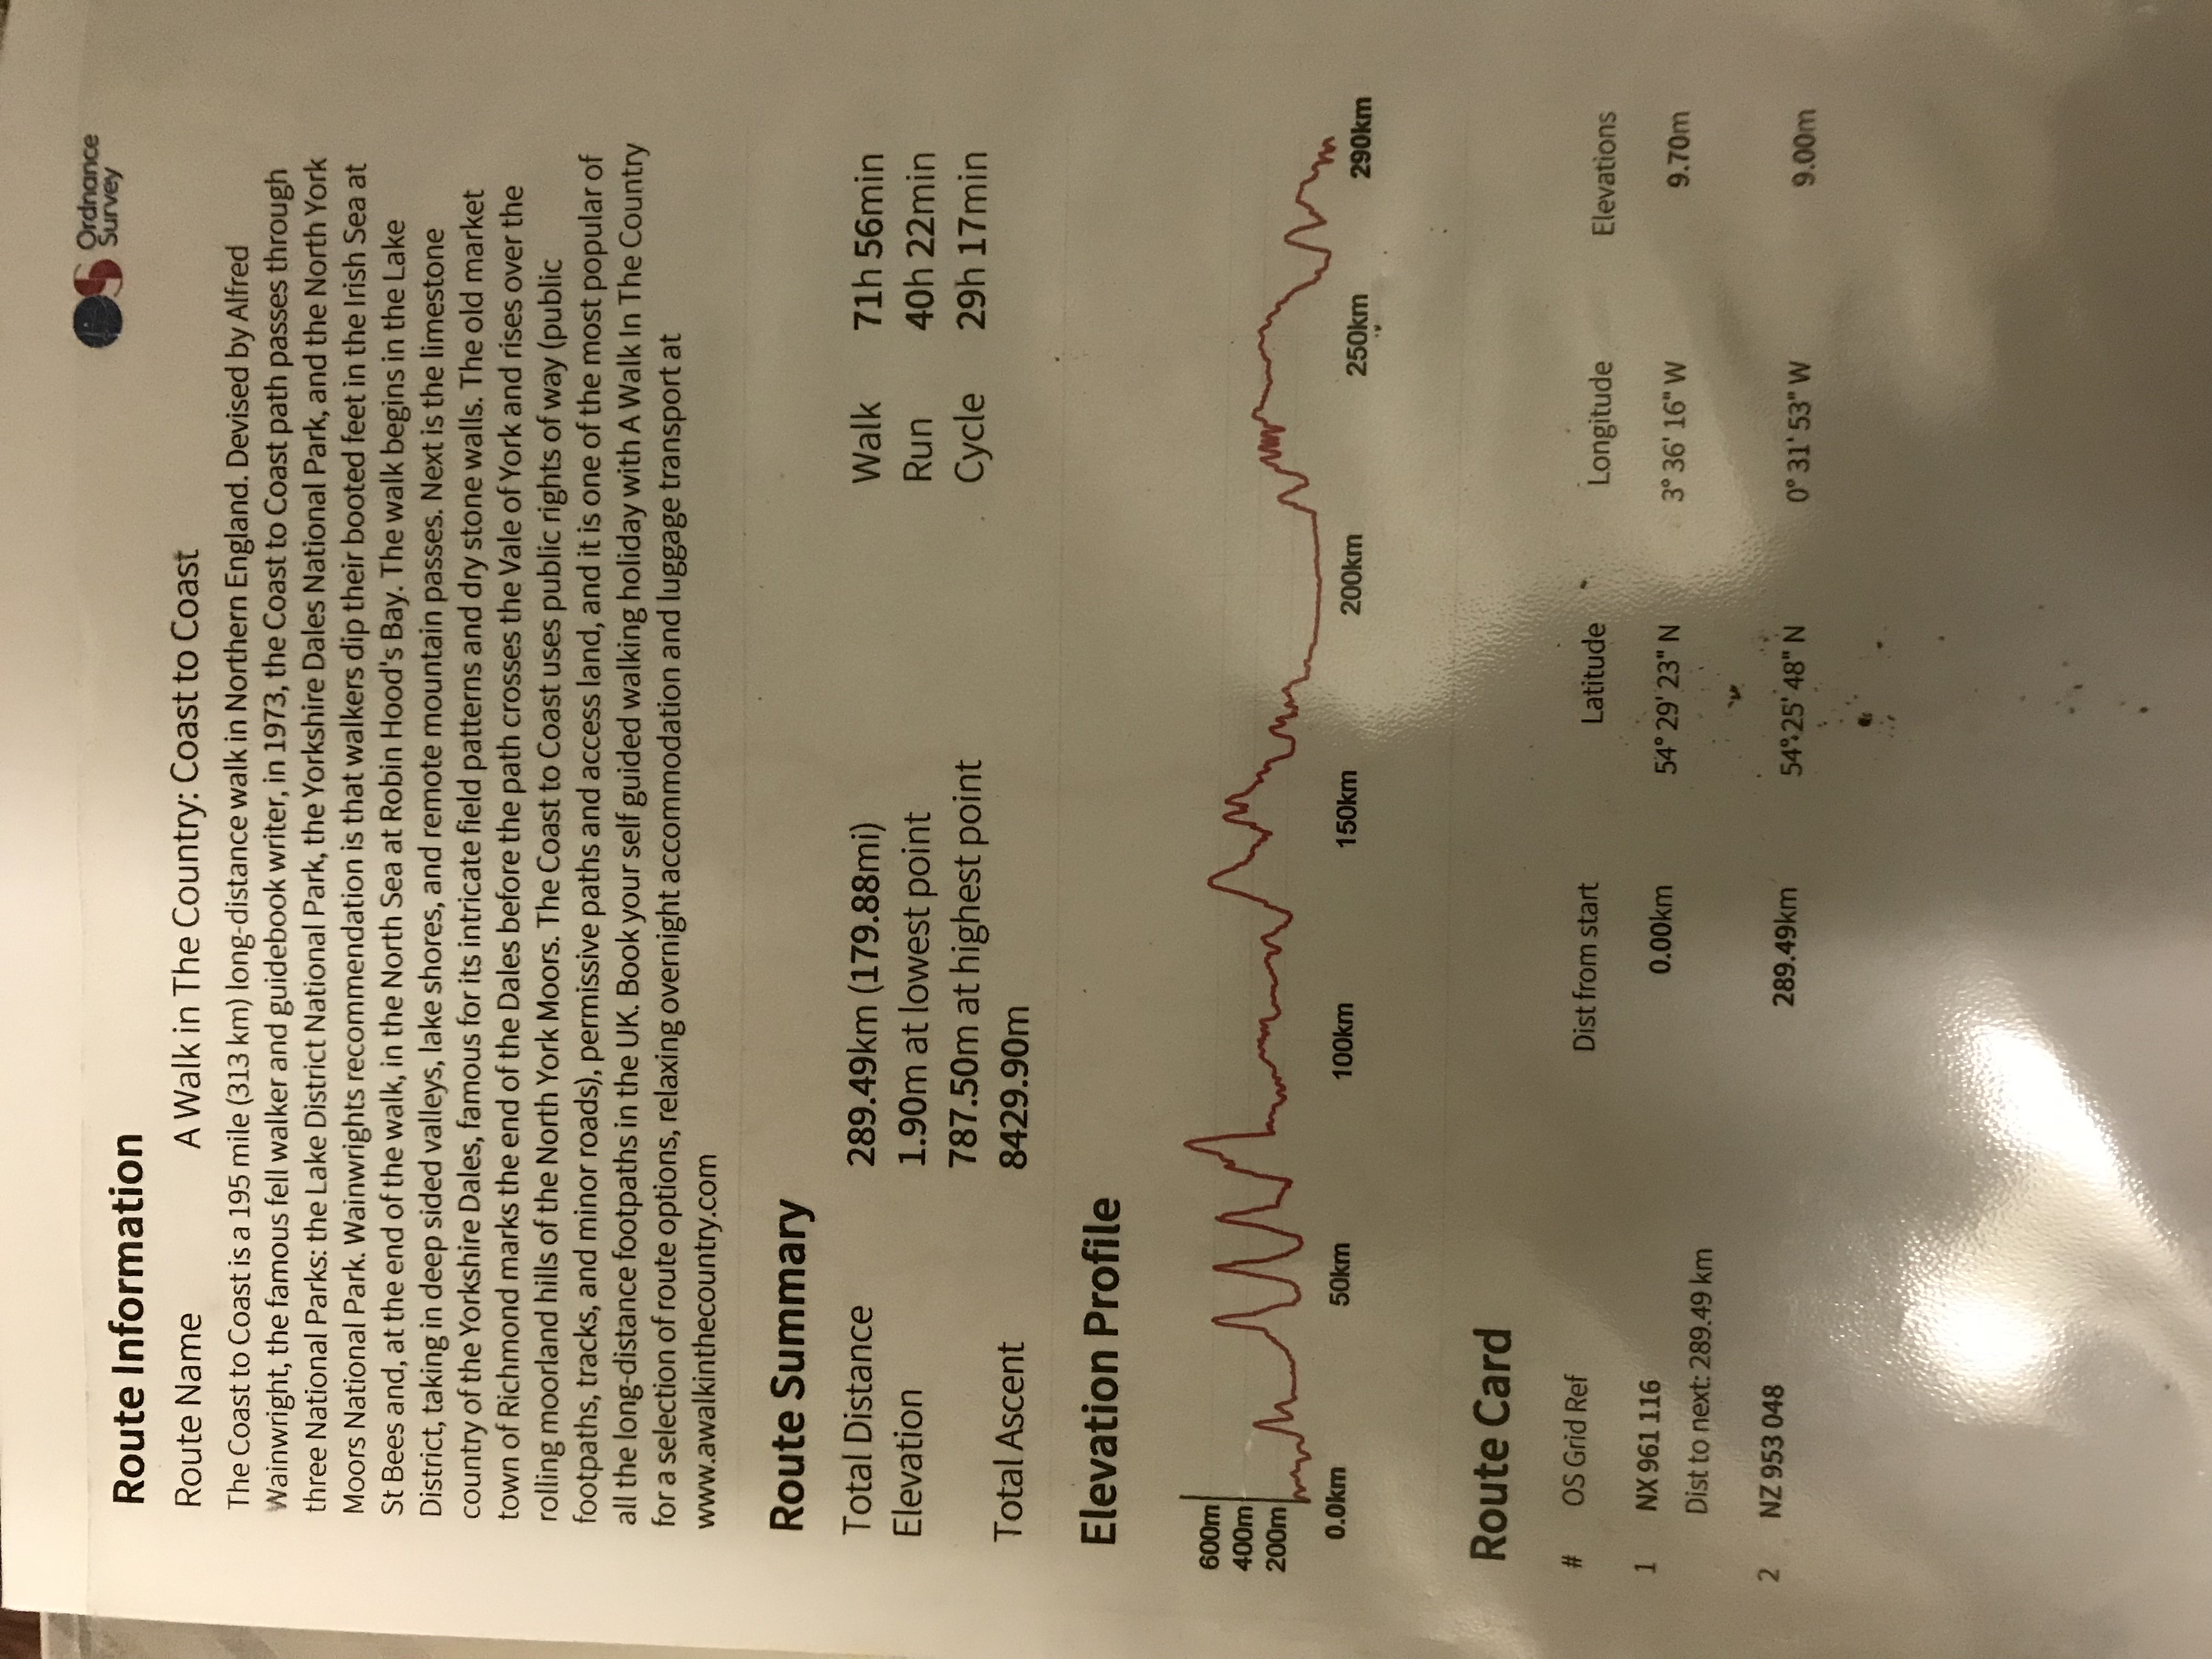 Ordnance
Survey
Route Information
Route Name A Walk in The Country: Coast to Coast
The Coast to Coast is a 195 mile (313 km) long-distance walk in Northern England. Devised by Alfred
Wainwright, the famous fell walker and guidebook writer, in 1973, the Coast to Coast path passes through
three National Parks: the Lake District National Park, the Yorkshire Dales National Park, and the North York
Moors National Park. Wainwrights recommendation is that walkers dip their booted feet in the Irish Sea at
St Bees and, at the end of the walk, in the North Sea at Robin Hood's Bay. The walk begins in the Lake
District, taking in deep sided valleys, lake shores, and remote mountain passes. Next is the limestone
country of the Yorkshire Dales, famous for its intricate field patterns and dry stone walls. The old market
town of Richmond marks the end of the Dales before the path crosses the Vale of York and rises over the
rolling moorland hills of the North York Moors. The Coast to Coast uses public rights of way (public
footpaths, tracks, and minor roads), permissive paths and access land, and it is one of the most popular of
all the long-distance footpaths in the UK. Book your self guided walking holiday with A Walk In The Country
for a selection of route options, relaxing overnight accommodation and luggage transport at
www.awalkinthecountry.com
Route Summary
Total Distance 289.49km (179.88mi) Walk 71h 56min
Elevation 1.90m at lowest point Run 40h 22min
787.50m at highest point Cycle 29h 17min
Total Ascent 8429.90m
Elevation Profile
600m
400m
200m
0.0km 50km 100km 150km 200km 250km 290km
Route Card
# OS Grid Ref Dist from start Latitude Longitude Elevations
1 NX 961 116 0.00km 54° 29' 23" N 3° 36' 16" W 9.70m
Dist to next: 289.49 km
2 NZ 953 048 289.49km 54° 25' 48" N 0° 31' 53" W 9.00m